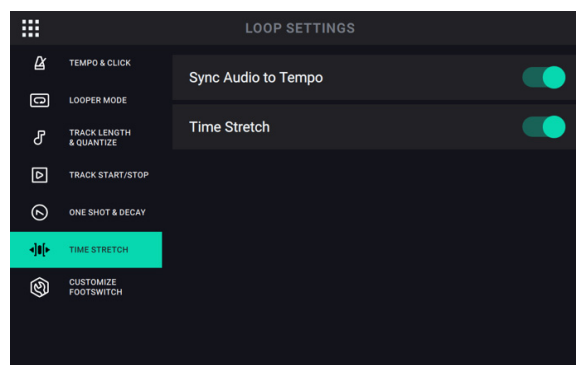 LOOP SETTINGS
TEMPO & CLICK
LOOPER MODE
TRACK LENGTH
& QUANTIZE
TRACK START/STOP
ONE SHOT & DECAY
TIME STRETCH
CUSTOMIZE
FOOTSWITCH
Sync Audio to Tempo
Time Stretch